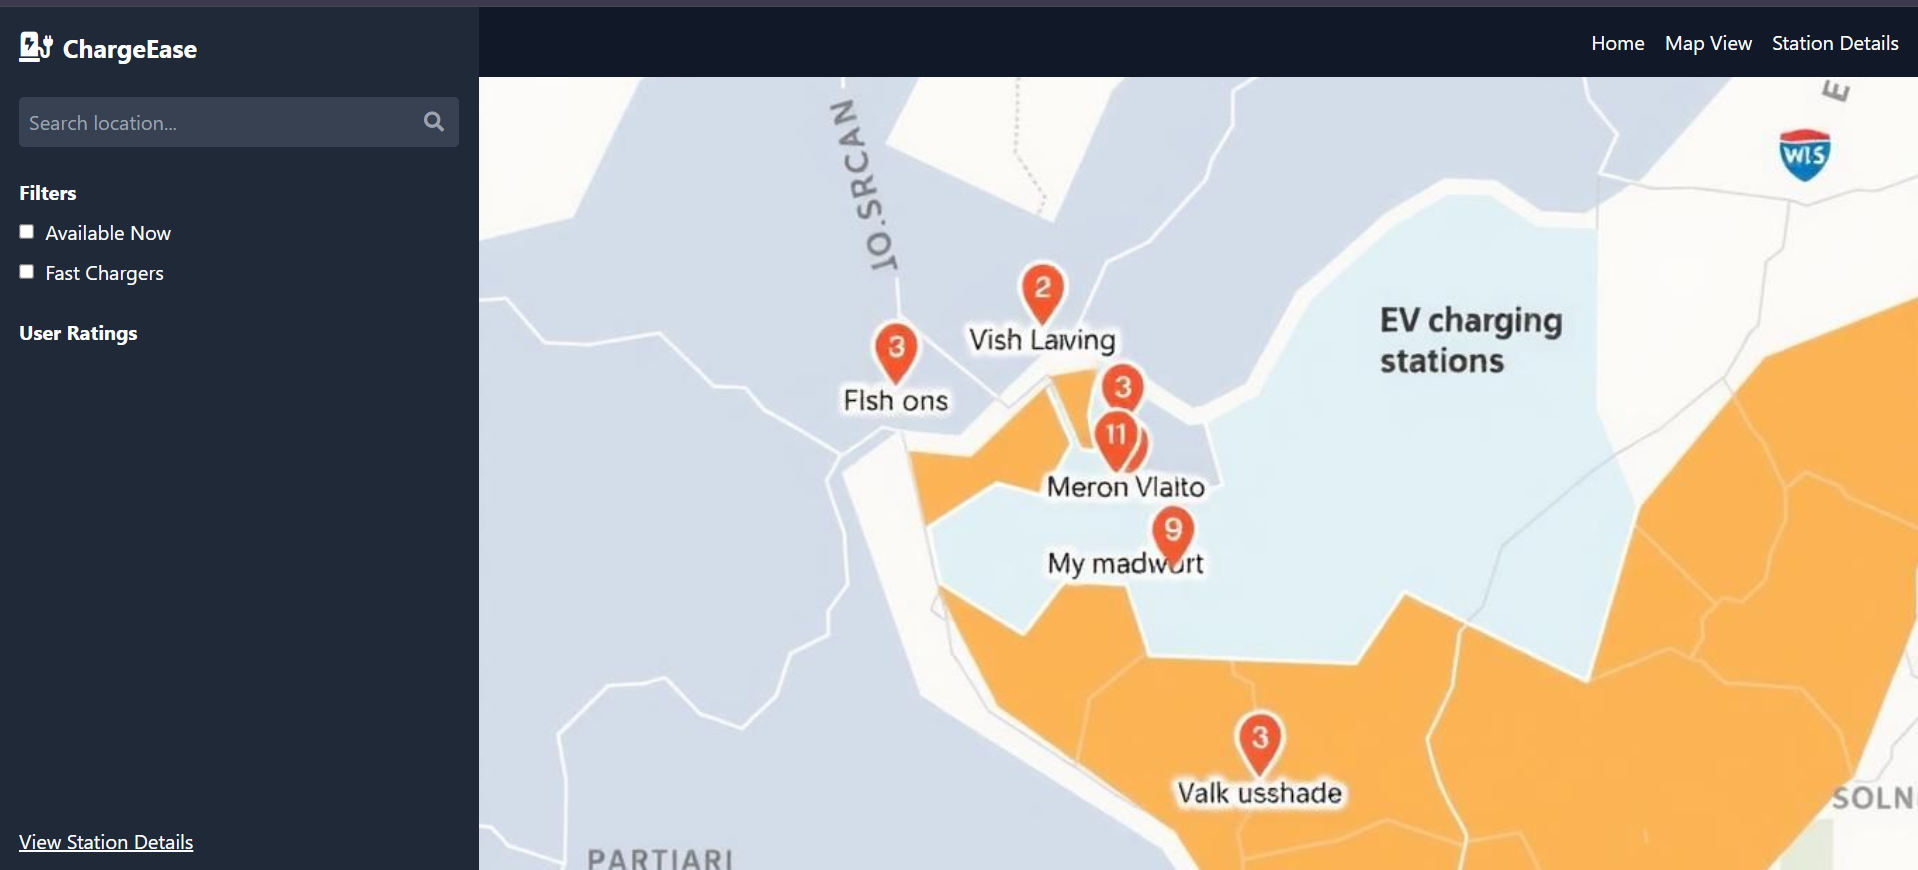 ChargeEase
Home Map View Station Details
Search location...
Filters
Available Now
Fast Chargers
User Ratings
View Station Details
JO.SRCAN
E
WIS
2
Vish Laiving
3
Flsh ons
EV charging
stations
3
11
Meron Vlalto
9
My madwurt
3
Valk usshade
SOLN
PARTIARI